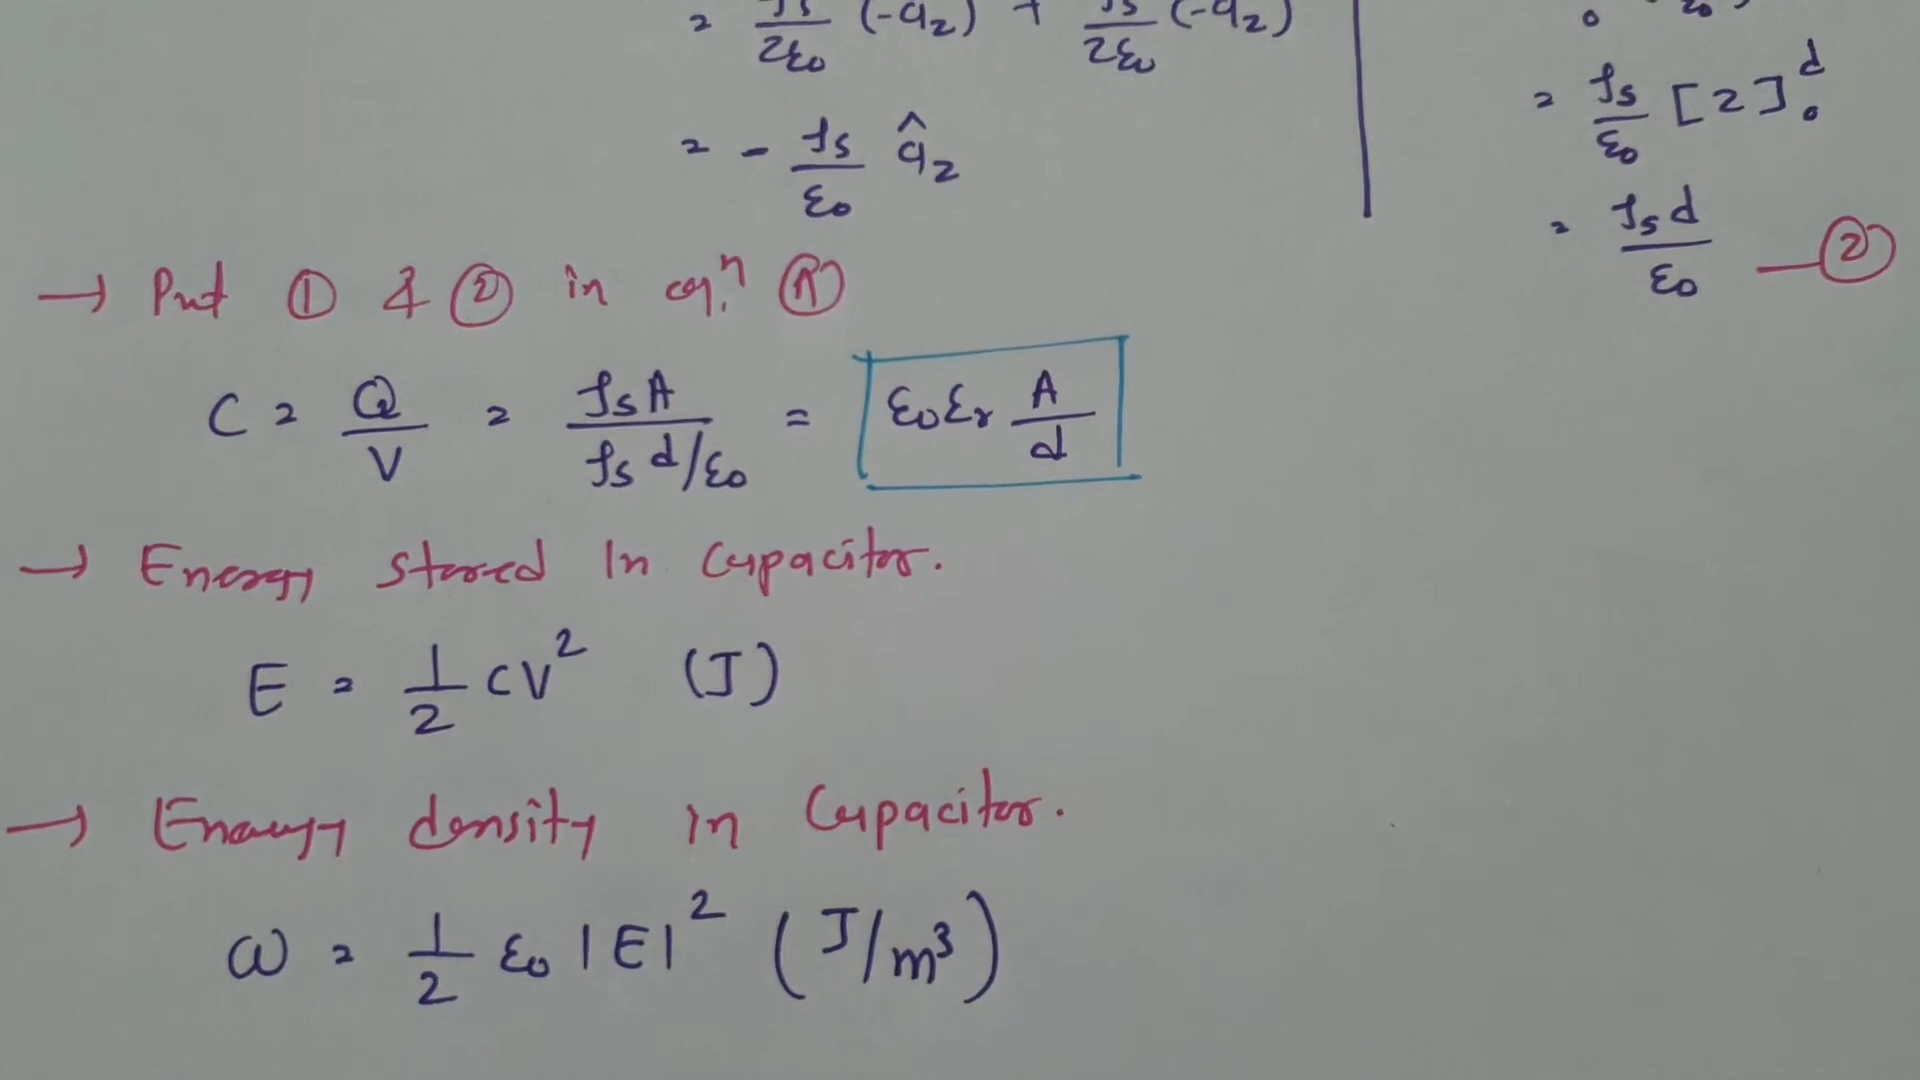 = ρs/2ε0 (-az) + ρs/2ε0 (-az)
= - ρs/ε0 âz
= ρs/ε0 [z]₀ᵈ
= ρs d/ε0 — ②
→ Put ① & ② in eqⁿ Ⓐ
C = Q/V = ρsA / ρs d/ε0 = ε0εr A/d
→ Energy stored In Capacitor.
E = 1/2 CV² (J)
→ Energy density in Capacitor.
ω = 1/2 ε0 |E|² (J/m³)